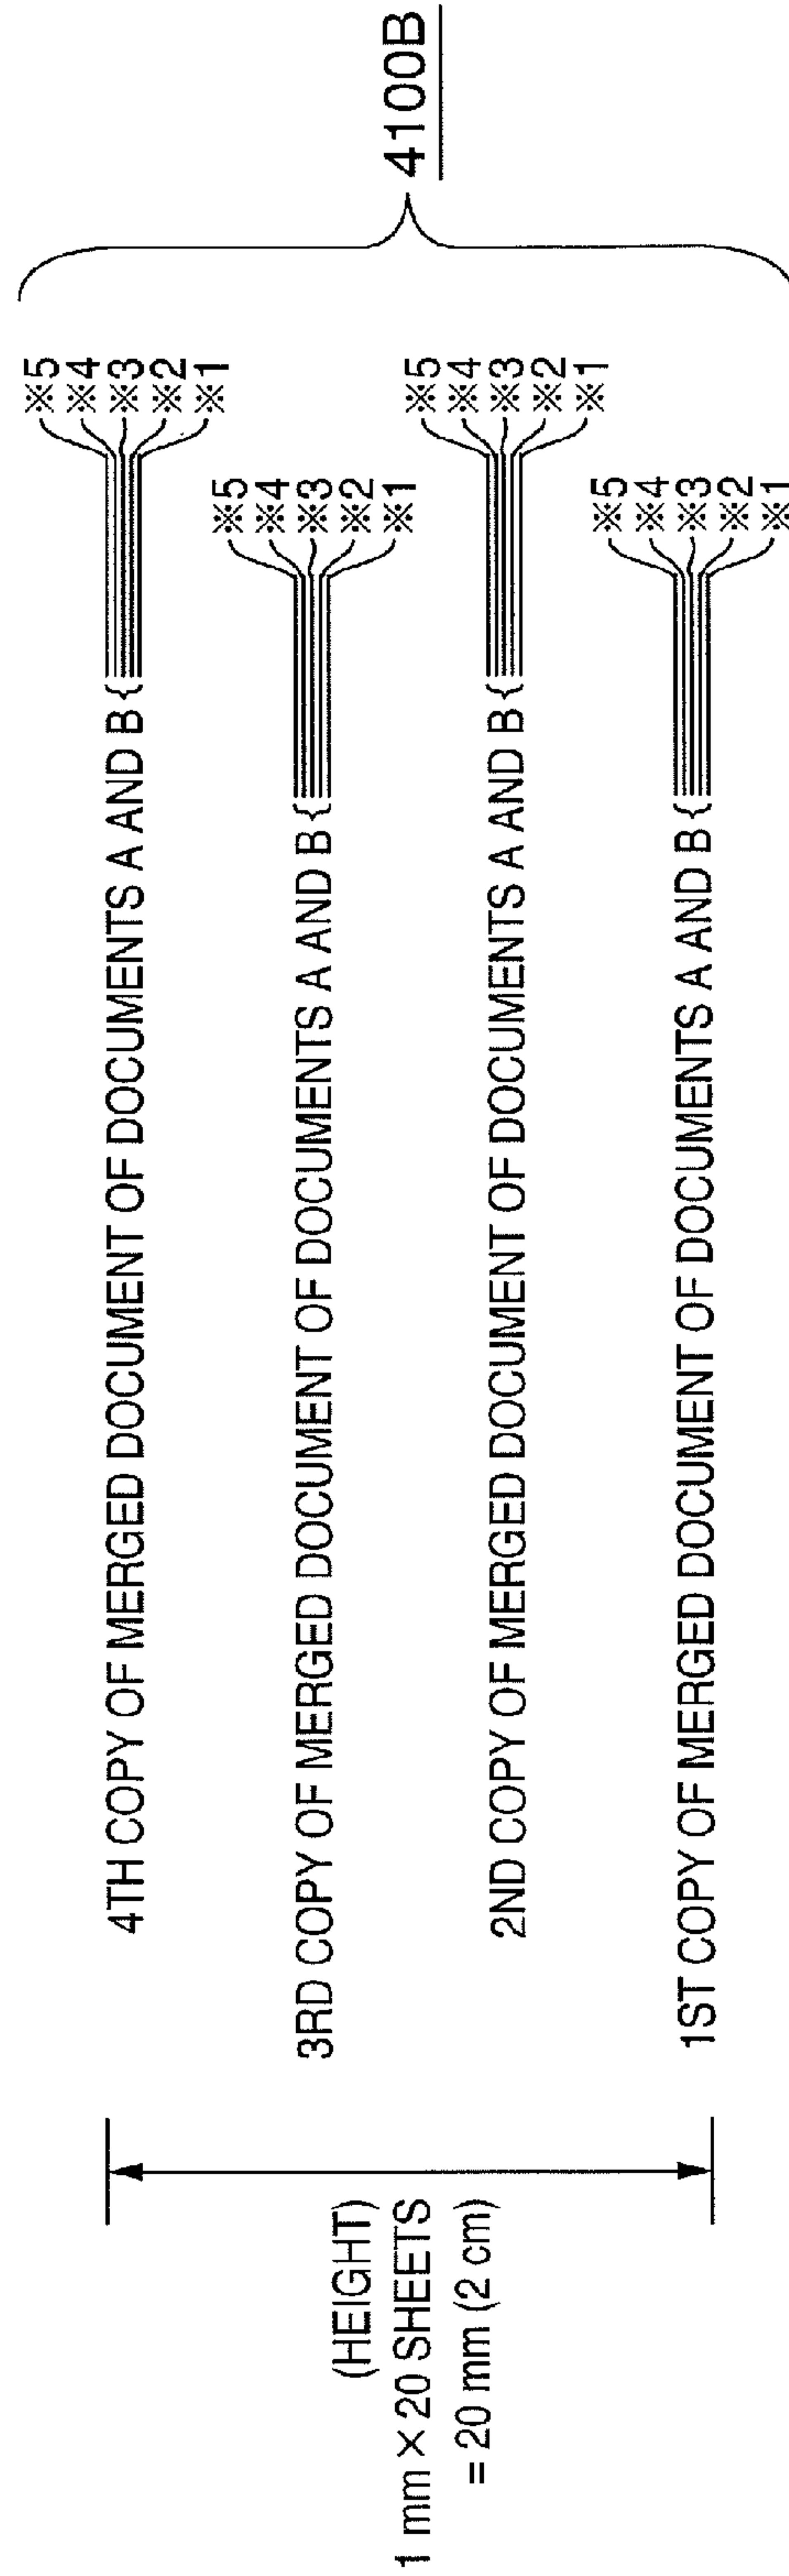 4100B
※5
※4
※3
※2
※1
4TH COPY OF MERGED DOCUMENT OF DOCUMENTS A AND B
※5
※4
※3
※2
※1
3RD COPY OF MERGED DOCUMENT OF DOCUMENTS A AND B
※5
※4
※3
※2
※1
2ND COPY OF MERGED DOCUMENT OF DOCUMENTS A AND B
※5
※4
※3
※2
※1
1ST COPY OF MERGED DOCUMENT OF DOCUMENTS A AND B
(HEIGHT)
1 mm × 20 SHEETS
= 20 mm (2 cm)